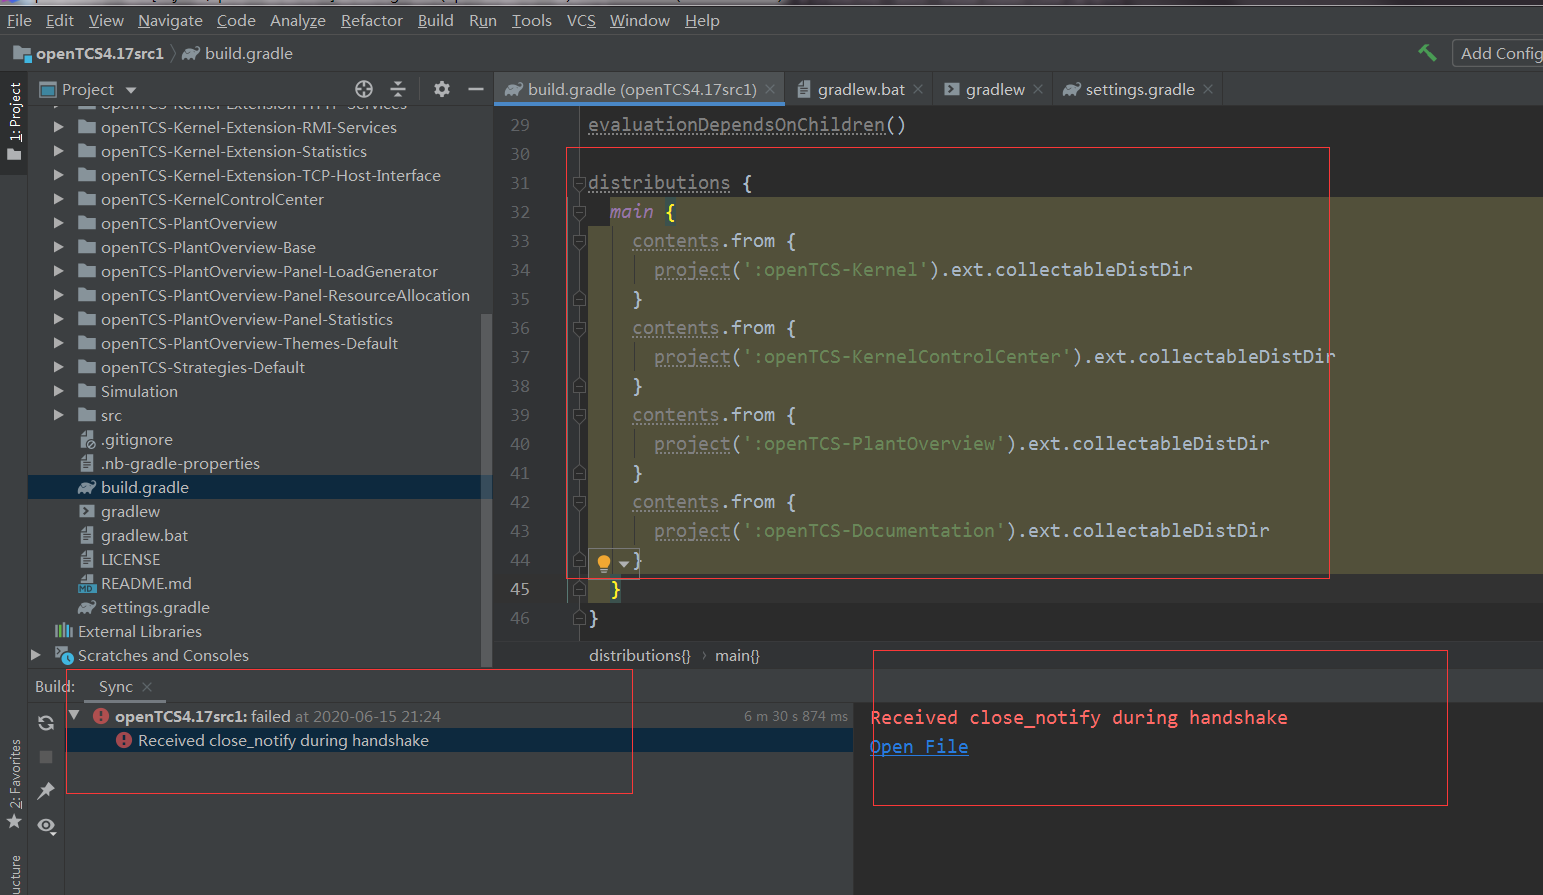 File Edit View Navigate Code Analyze Refactor Build Run Tools VCS Window Help
openTCS4.17src1 build.gradle
Add Config
1: Project
Project
build.gradle (openTCS4.17src1)
gradlew.bat
gradlew
settings.gradle
openTCS-Kernel-Extension-HTTP-Services
openTCS-Kernel-Extension-RMI-Services
openTCS-Kernel-Extension-Statistics
openTCS-Kernel-Extension-TCP-Host-Interface
openTCS-KernelControlCenter
openTCS-PlantOverview
openTCS-PlantOverview-Base
openTCS-PlantOverview-Panel-LoadGenerator
openTCS-PlantOverview-Panel-ResourceAllocation
openTCS-PlantOverview-Panel-Statistics
openTCS-PlantOverview-Themes-Default
openTCS-Strategies-Default
Simulation
src
.gitignore
.nb-gradle-properties
build.gradle
gradlew
gradlew.bat
LICENSE
README.md
settings.gradle
External Libraries
Scratches and Consoles
29 evaluationDependsOnChildren()
30
31 distributions {
32 main {
33 contents.from {
34 project(':openTCS-Kernel').ext.collectableDistDir
35 }
36 contents.from {
37 project(':openTCS-KernelControlCenter').ext.collectableDistDir
38 }
39 contents.from {
40 project(':openTCS-PlantOverview').ext.collectableDistDir
41 }
42 contents.from {
43 project(':openTCS-Documentation').ext.collectableDistDir
44 }
45 }
46 }
distributions{} › main{}
Build: Sync
openTCS4.17src1: failed at 2020-06-15 21:24 6 m 30 s 874 ms
Received close_notify during handshake
Received close_notify during handshake
Open File
2: Favorites
ucture